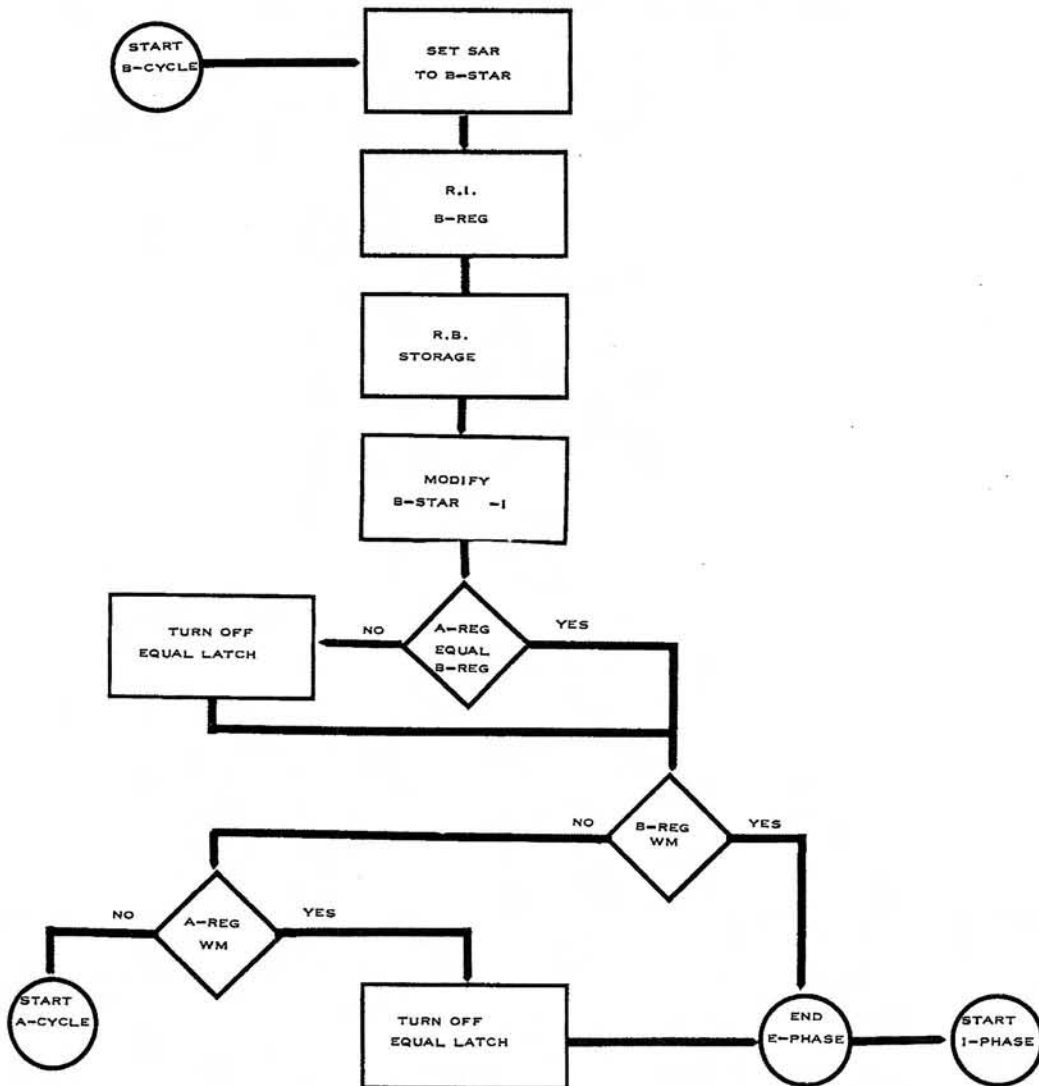 START
B-CYCLE
SET SAR
TO B-STAR
R.I.
B-REG
R.B.
STORAGE
MODIFY
B-STAR -1
A-REG
EQUAL
B-REG
NO
YES
TURN OFF
EQUAL LATCH
B-REG
WM
NO
YES
A-REG
WM
NO
YES
START
A-CYCLE
TURN OFF
EQUAL LATCH
END
E-PHASE
START
I-PHASE